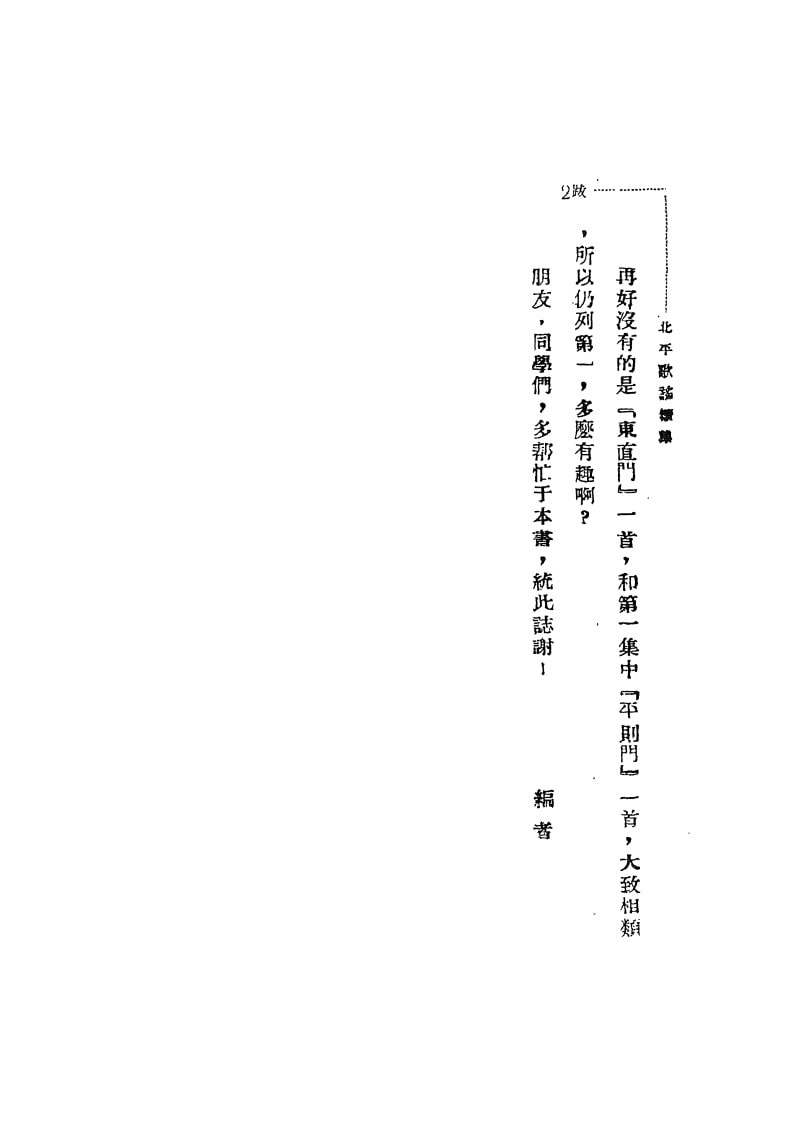 北平歌謠續集
跋2
再好沒有的是『東直門』一首，和第一集中『平則門』一首，大致相類
，所以仍列第一，多麼有趣啊？
朋友，同學們，多幫忙于本書，統此誌謝！
編者